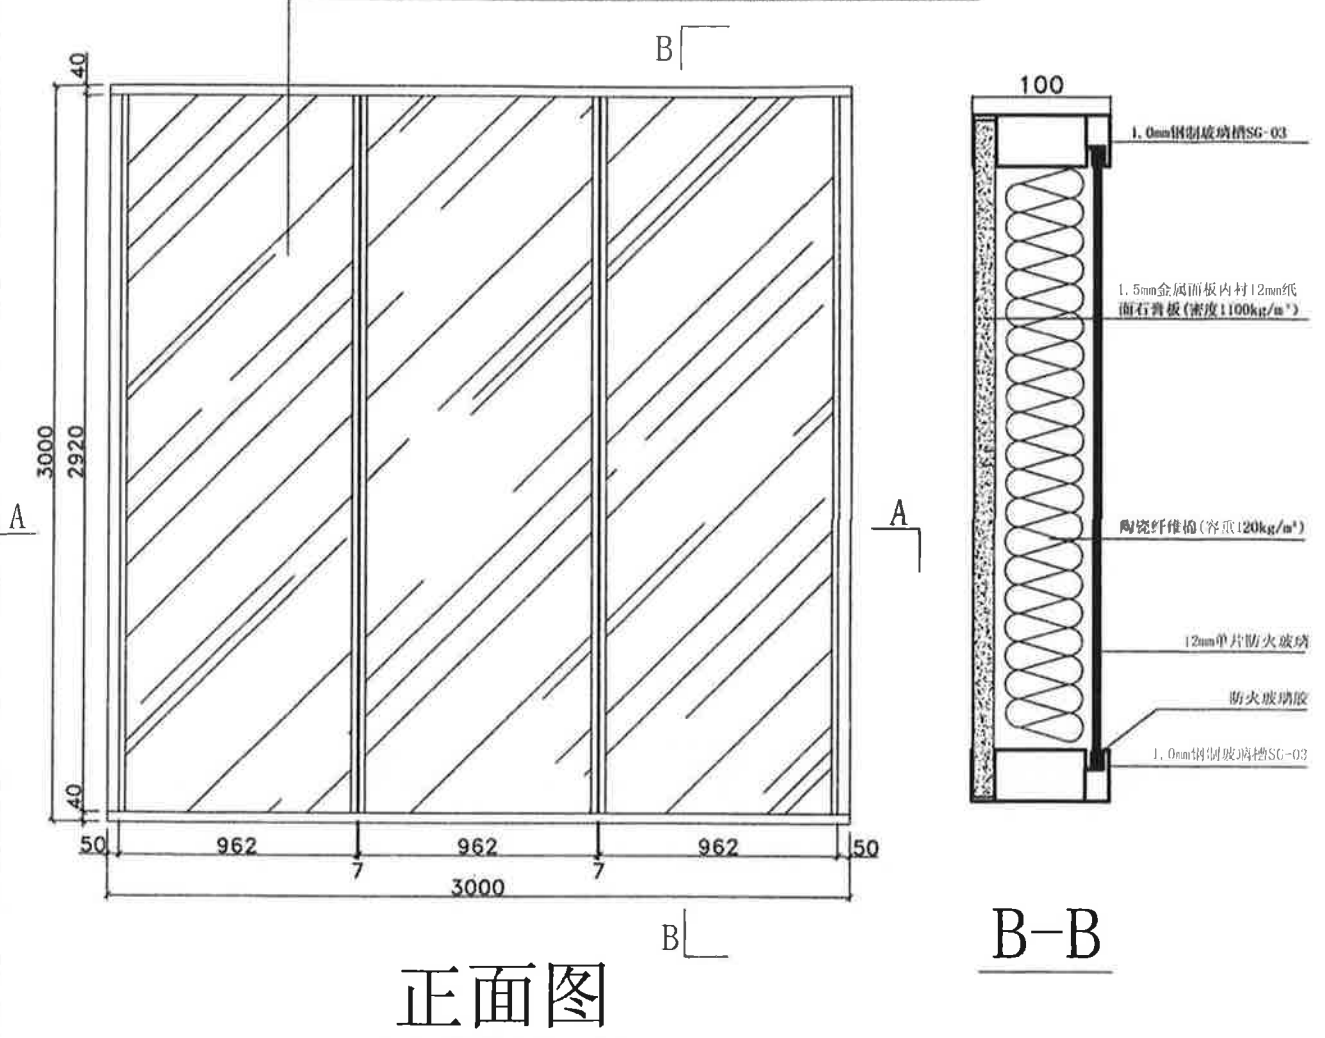 B
40
100
1.0mm钢制玻璃槽SG-03
1.5mm金属面板内衬12mm纸
面石膏板(密度1100kg/m³)
3000
2920
A
A
陶瓷纤维棉(容重120kg/m³)
12mm单片防火玻璃
防火玻璃胶
1.0mm钢制玻璃槽SG-03
40
50
962
962
962
50
7
7
3000
B
B-B
正面图